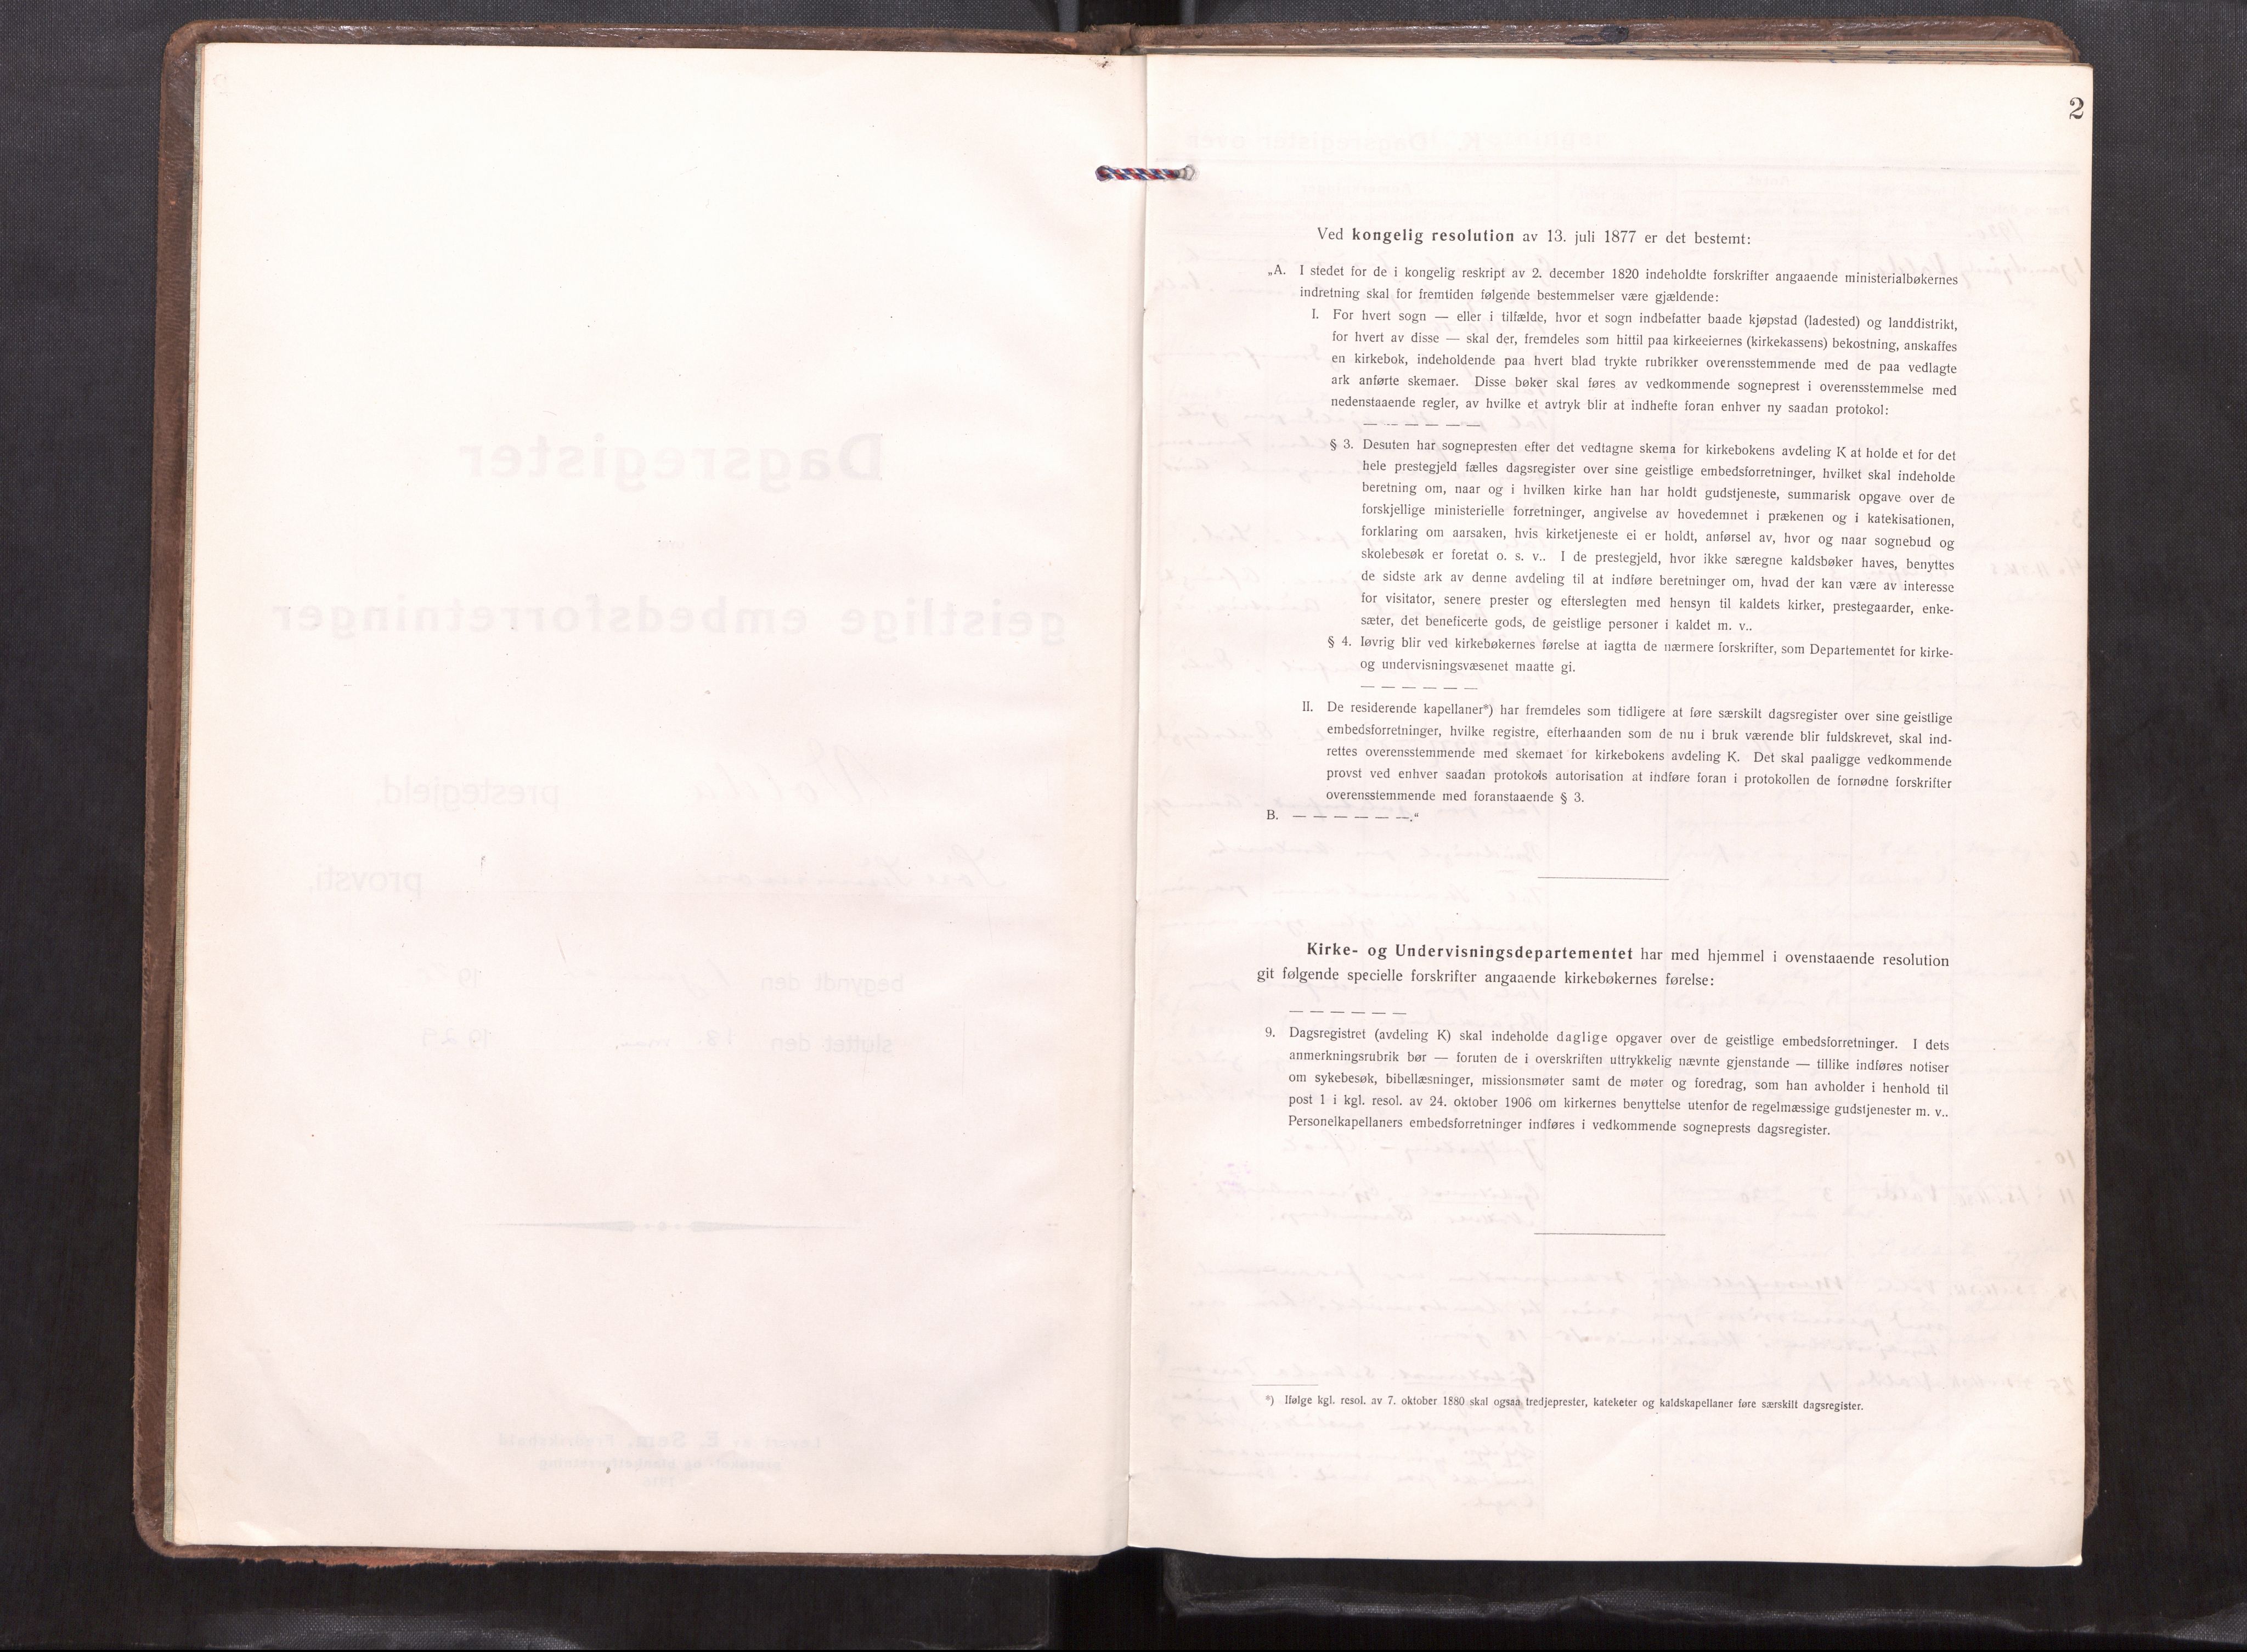 2
Ved kongelig resolution av 13. juli 1877 er det bestemt:
„A. I stedet for de i kongelig reskript av 2. december 1820 indeholdte forskrifter angaaende ministerialbøkernes
indretning skal for fremtiden følgende bestemmelser være gjældende:
I. For hvert sogn — eller i tilfælde, hvor et sogn indbefatter baade kjøpstad (ladested) og landdistrikt,
for hvert av disse — skal der, fremdeles som hittil paa kirkeeiernes (kirkekassens) bekostning, anskaffes
en kirkebok, indeholdende paa hvert blad trykte rubrikker overensstemmende med de paa vedlagte
ark anførte skemaer. Disse bøker skal føres av vedkommende sogneprest i overensstemmelse med
nedenstaaende regler, av hvilke et avtryk blir at indhefte foran enhver ny saadan protokol:
— — — — — —
§ 3. Desuten har sognepresten efter det vedtagne skema for kirkebokens avdeling K at holde et for det
hele prestegjeld fælles dagsregister over sine geistlige embedsforretninger, hvilket skal indeholde
beretning om, naar og i hvilken kirke han har holdt gudstjeneste, summarisk opgave over de
forskjellige ministerielle forretninger, angivelse av hovedemnet i prækenen og i katekisationen,
forklaring om aarsaken, hvis kirketjeneste ei er holdt, anførsel av, hvor og naar sognebud og
skolebesøk er foretat o. s. v.. I de prestegjeld, hvor ikke særegne kaldsbøker haves, benyttes
de sidste ark av denne avdeling til at indføre beretninger om, hvad der kan være av interesse
for visitator, senere prester og efterslegten med hensyn til kaldets kirker, prestegaarder, enke-
sæter, det beneficerte gods, de geistlige personer i kaldet m. v..
§ 4. Iøvrig blir ved kirkebøkernes førelse at iagtta de nærmere forskrifter, som Departementet for kirke-
og undervisningsvæsenet maatte gi.
— — — — — —
II. De residerende kapellaner*) har fremdeles som tidligere at føre særskilt dagsregister over sine geistlige
embedsforretninger, hvilke registre, efterhaanden som de nu i bruk værende blir fuldskrevet, skal ind-
rettes overensstemmende med skemaet for kirkebokens avdeling K. Det skal paaligge vedkommende
provst ved enhver saadan protokols autorisation at indføre foran i protokollen de fornødne forskrifter
overensstemmende med foranstaaende § 3.
B. — — — — — —.“
Kirke- og Undervisningsdepartementet har med hjemmel i ovenstaaende resolution
git følgende specielle forskrifter angaaende kirkebøkernes førelse:
— — — — — —
9. Dagsregistret (avdeling K) skal indeholde daglige opgaver over de geistlige embedsforretninger. I dets
anmerkningsrubrik bør — foruten de i overskriften uttrykkelig nævnte gjenstande — tillike indføres notiser
om sykebesøk, bibellæsninger, missionsmøter samt de møter og foredrag, som han avholder i henhold til
post 1 i kgl. resol. av 24. oktober 1906 om kirkernes benyttelse utenfor de regelmæssige gudstjenester m. v..
Personelkapellaners embedsforretninger indføres i vedkommende sogneprests dagsregister.
*) Ifølge kgl. resol. av 7. oktober 1880 skal ogsaa tredjeprester, kateketer og kaldskapellaner føre særskilt dagsregister.